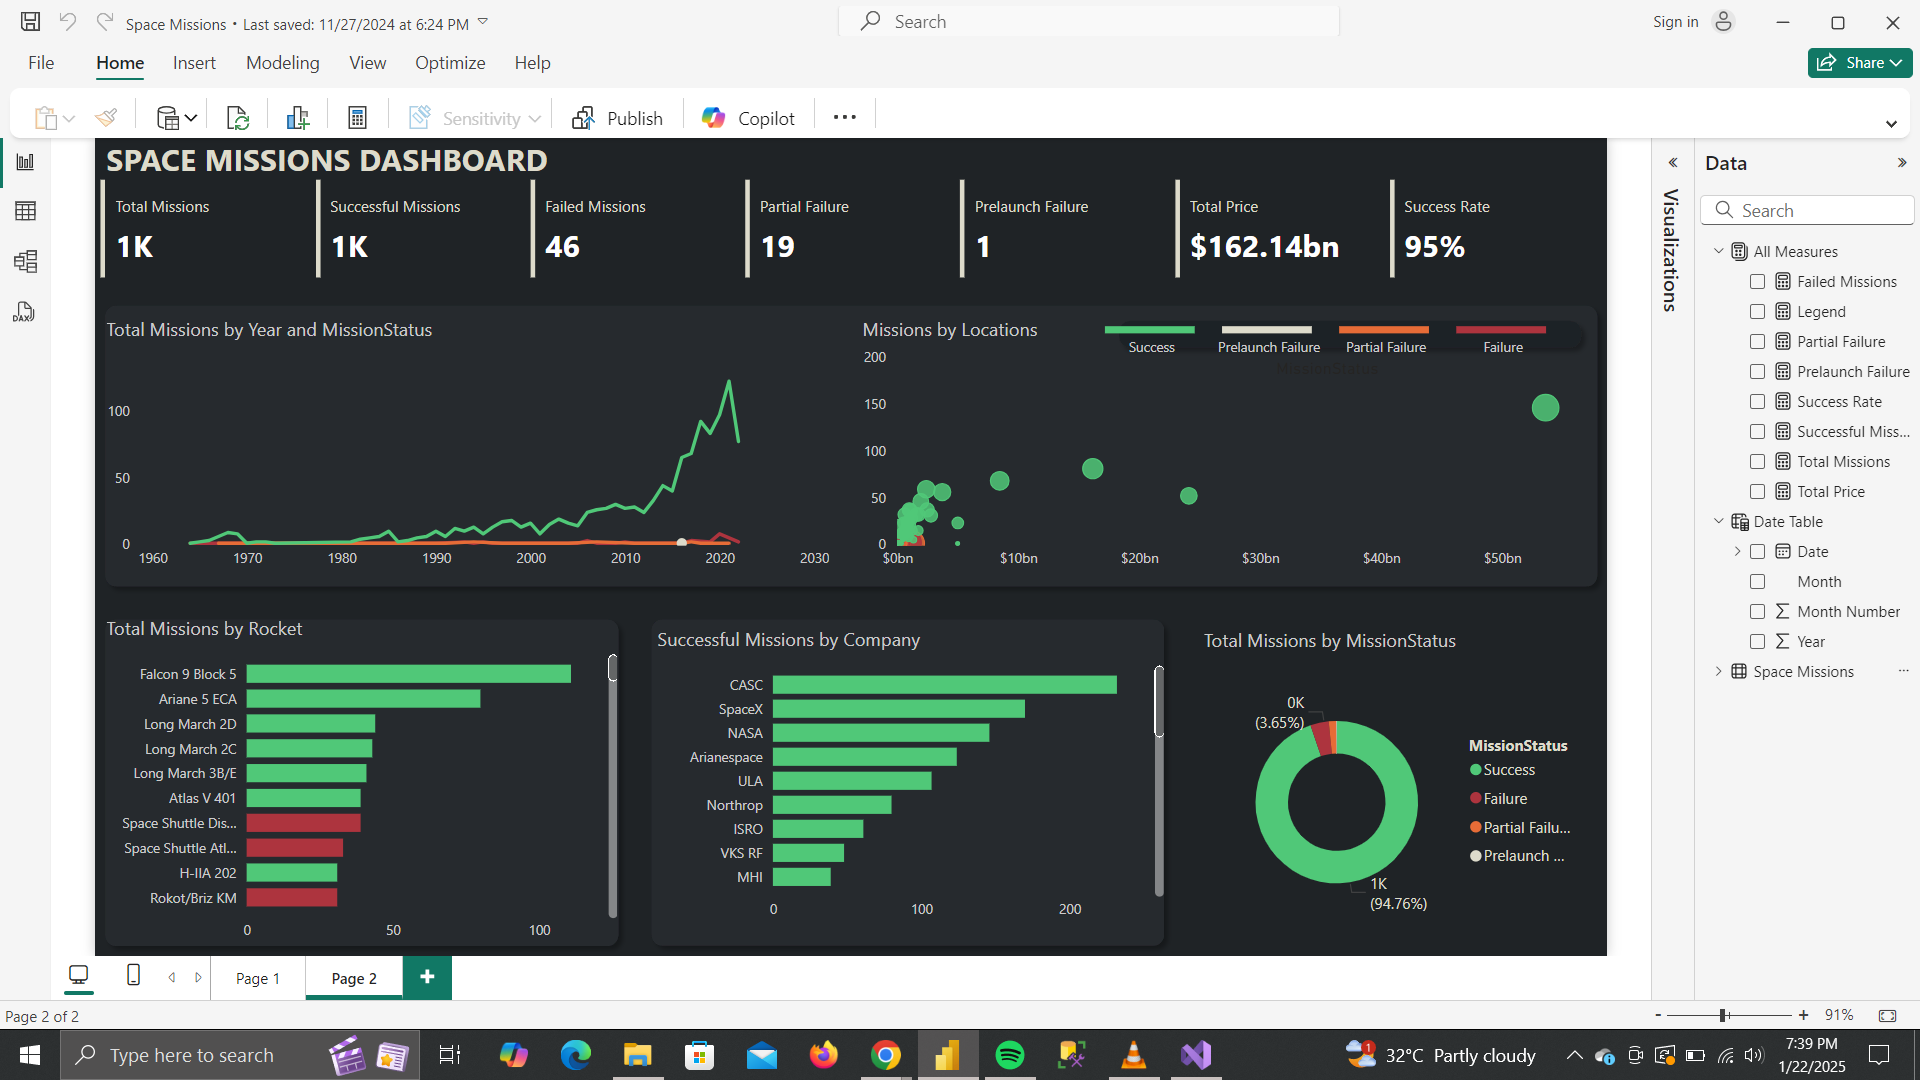 Space Missions • Last saved: 11/27/2024 at 6:24 PM
Search
Sign in
File Home Insert Modeling View Optimize Help
Share
Sensitivity
Publish
Copilot
SPACE MISSIONS DASHBOARD
Total Missions
1K
Successful Missions
1K
Failed Missions
46
Partial Failure
19
Prelaunch Failure
1
Total Price
$162.14bn
Success Rate
95%
Total Missions by Year and MissionStatus
100
50
0
1960 1970 1980 1990 2000 2010 2020 2030
Missions by Locations
Success Prelaunch Failure Partial Failure Failure
MissionStatus
200
150
100
50
0
$0bn $10bn $20bn $30bn $40bn $50bn
Total Missions by Rocket
Falcon 9 Block 5
Ariane 5 ECA
Long March 2D
Long March 2C
Long March 3B/E
Atlas V 401
Space Shuttle Dis...
Space Shuttle Atl...
H-IIA 202
Rokot/Briz KM
0 50 100
Successful Missions by Company
CASC
SpaceX
NASA
Arianespace
ULA
Northrop
ISRO
VKS RF
MHI
0 100 200
Total Missions by MissionStatus
0K
(3.65%)
1K
(94.76%)
MissionStatus
Success
Failure
Partial Failu...
Prelaunch ...
Visualizations
Data
Search
All Measures
Failed Missions
Legend
Partial Failure
Prelaunch Failure
Success Rate
Successful Miss...
Total Missions
Total Price
Date Table
Date
Month
Month Number
Year
Space Missions
DAX
Page 1
Page 2
Page 2 of 2
- + 91%
Type here to search
1
32°C Partly cloudy
7:39 PM
1/22/2025